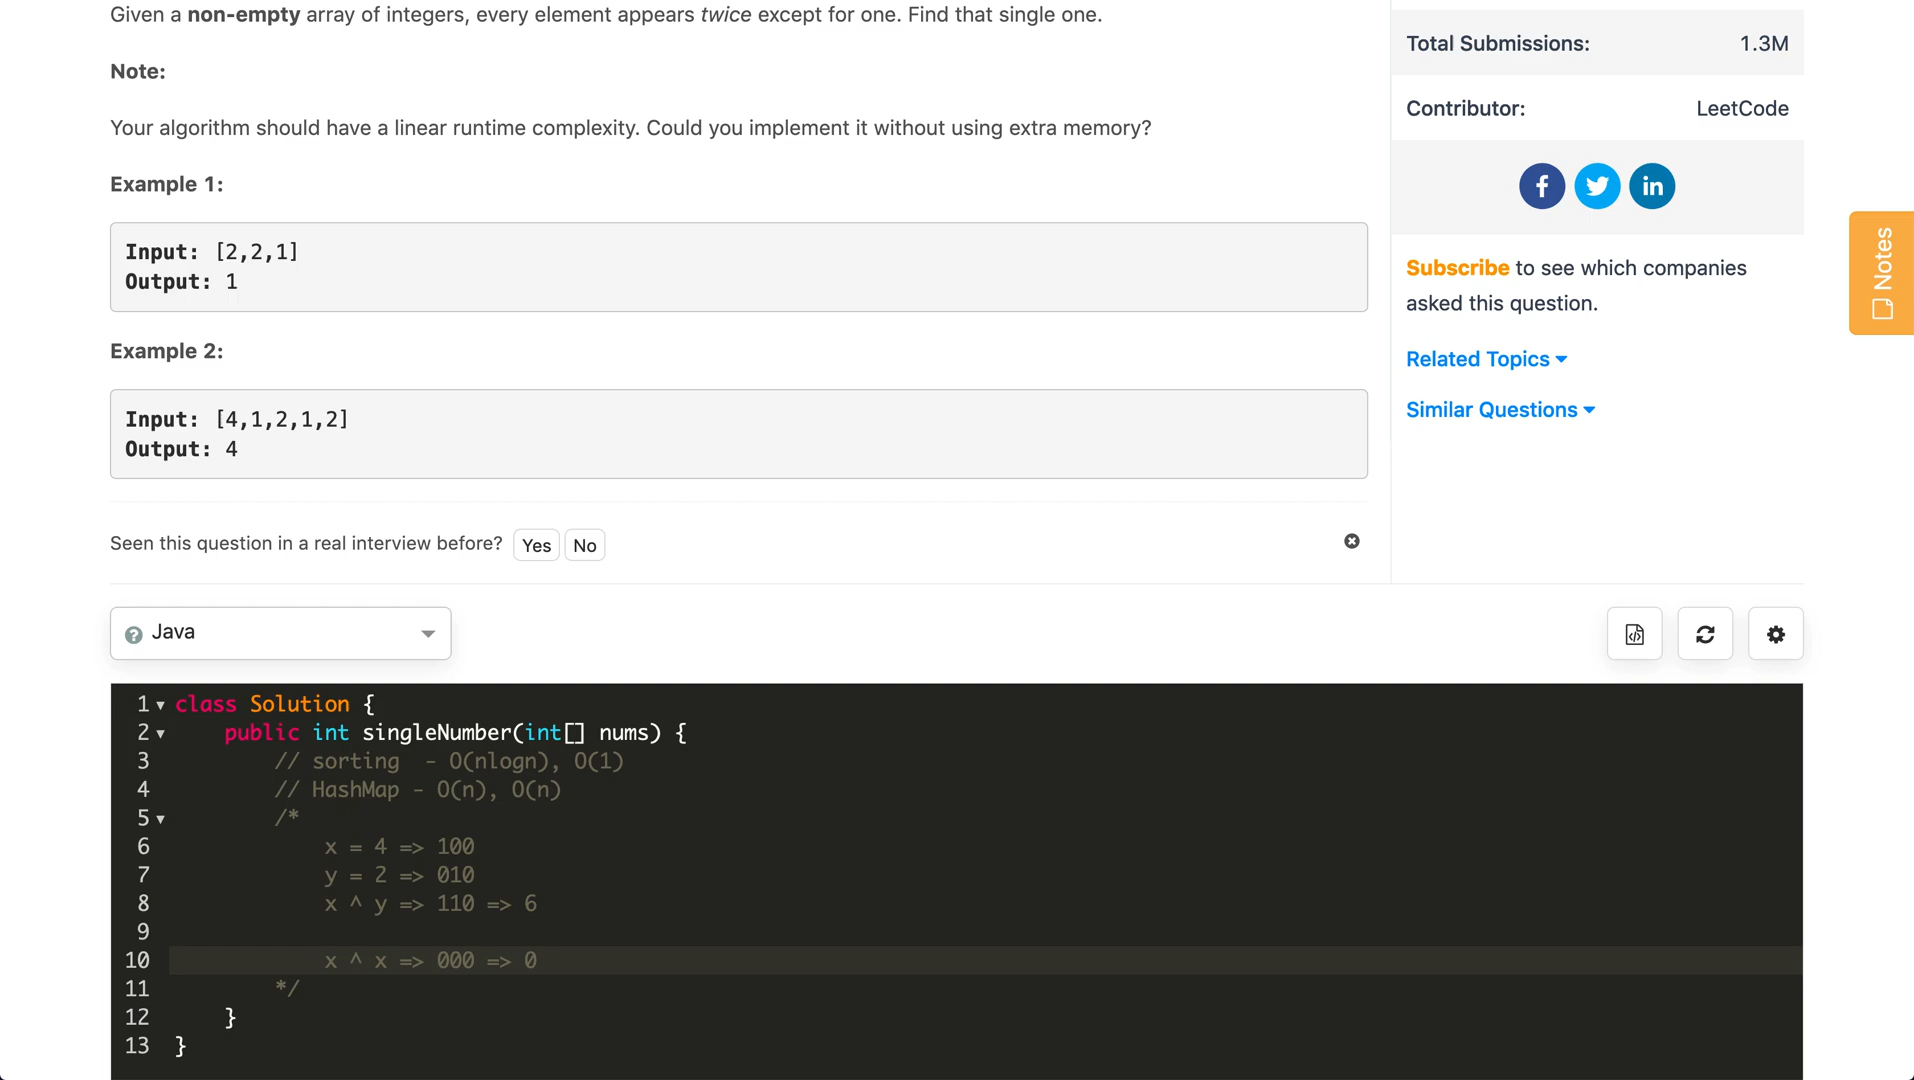 Given a non-empty array of integers, every element appears twice except for one. Find that single one.
Note:
Your algorithm should have a linear runtime complexity. Could you implement it without using extra memory?
Example 1:
Input: [2,2,1]
Output: 1
Example 2:
Input: [4,1,2,1,2]
Output: 4
Seen this question in a real interview before? Yes No
Total Submissions: 1.3M
Contributor: LeetCode
f in
Subscribe to see which companies
asked this question.
Related Topics
Similar Questions
Notes
? Java
1 class Solution {
2 public int singleNumber(int[] nums) {
3 // sorting - O(nlogn), O(1)
4 // HashMap - O(n), O(n)
5 /*
6 x = 4 => 100
7 y = 2 => 010
8 x ^ y => 110 => 6
9
10 x ^ x => 000 => 0
11 */
12 }
13 }